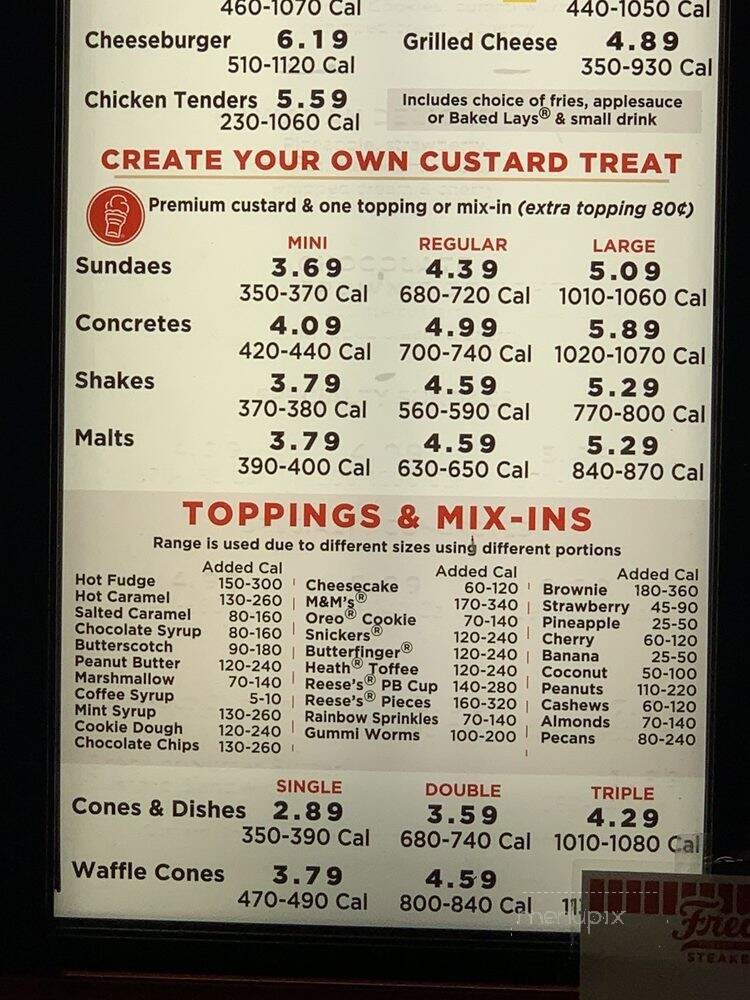 460-1070 Cal 440-1050 Cal
Cheeseburger 6.19 Grilled Cheese 4.89
510-1120 Cal 350-930 Cal
Chicken Tenders 5.59 Includes choice of fries, applesauce
230-1060 Cal or Baked Lays® & small drink
CREATE YOUR OWN CUSTARD TREAT
Premium custard & one topping or mix-in (extra topping 80¢)
MINI REGULAR LARGE
Sundaes 3.69 4.39 5.09
350-370 Cal 680-720 Cal 1010-1060 Cal
Concretes 4.09 4.99 5.89
420-440 Cal 700-740 Cal 1020-1070 Cal
Shakes 3.79 4.59 5.29
370-380 Cal 560-590 Cal 770-800 Cal
Malts 3.79 4.59 5.29
390-400 Cal 630-650 Cal 840-870 Cal
TOPPINGS & MIX-INS
Range is used due to different sizes using different portions
Added Cal
Hot Fudge 150-300
Hot Caramel 130-260
Salted Caramel 80-160
Chocolate Syrup 80-160
Butterscotch 90-180
Peanut Butter 120-240
Marshmallow 70-140
Coffee Syrup 5-10
Mint Syrup 130-260
Cookie Dough 120-240
Chocolate Chips 130-260
Added Cal
Cheesecake 60-120
M&M's® 170-340
Oreo® Cookie 70-140
Snickers® 120-240
Butterfinger® 120-240
Heath® Toffee 120-240
Reese's® PB Cup 140-280
Reese's® Pieces 160-320
Rainbow Sprinkles 70-140
Gummi Worms 100-200
Added Cal
Brownie 180-360
Strawberry 45-90
Pineapple 25-50
Cherry 60-120
Banana 25-50
Coconut 50-100
Peanuts 110-220
Cashews 60-120
Almonds 70-140
Pecans 80-240
SINGLE DOUBLE TRIPLE
Cones & Dishes 2.89 3.59 4.29
350-390 Cal 680-740 Cal 1010-1080 Cal
Waffle Cones 3.79 4.59
470-490 Cal 800-840 Cal
menupix